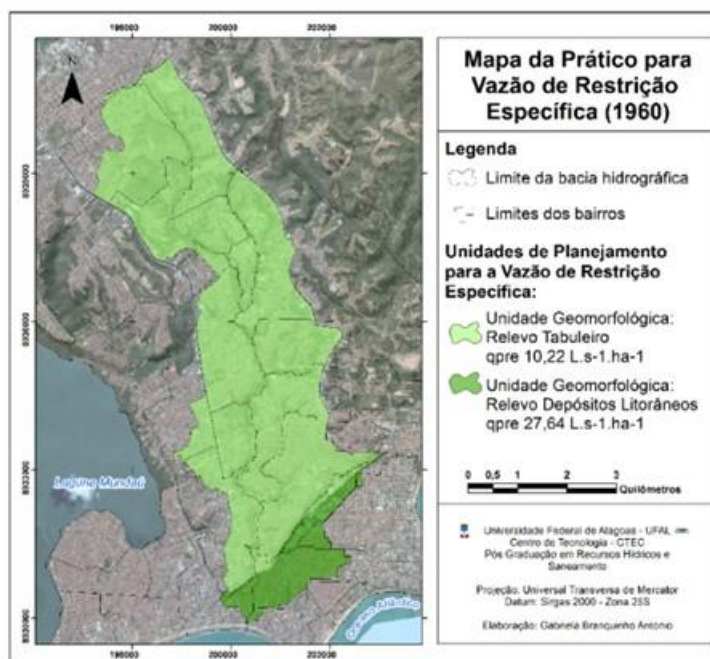 196000
200000
202000
N
Laguna Mundaú
Oceano Atlântico
196000
200000
202000
Mapa da Prático para
Vazão de Restrição
Específica (1960)
Legenda
Limite da bacia hidrográfica
Limites dos bairros
Unidades de Planejamento
para a Vazão de Restrição
Específica:
Unidade Geomorfológica:
Relevo Tabuleiro
qpre 10,22 L.s-1.ha-1
Unidade Geomorfológica:
Relevo Depósitos Litorâneos
qpre 27,64 L.s-1.ha-1
0 0,5 1 2 3
Quilômetros
Universidade Federal de Alagoas - UFAL
Centro de Tecnologia - CTEC
Pós Graduação em Recursos Hídricos e
Saneamento
Projeção: Universal Transversa de Mercator
Datum: Sirgas 2000 - Zona 25S
Elaboração: Gabriela Branquinho Antonio